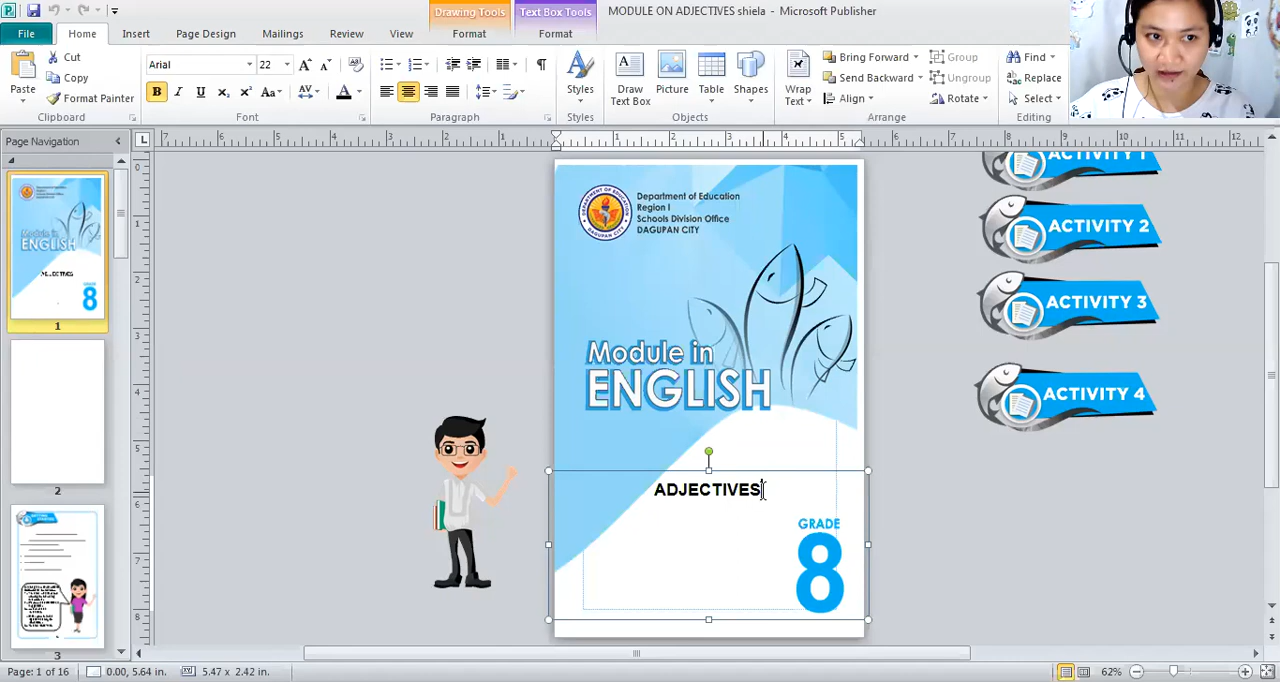 MODULE ON ADJECTIVES shiela - Microsoft Publisher
Drawing Tools
Text Box Tools
File
Home
Insert
Page Design
Mailings
Review
View
Format
Format
Paste
Cut
Copy
Format Painter
Clipboard
Arial
22
Font
Paragraph
Styles
Styles
Draw
Text Box
Picture
Table
Shapes
Objects
Wrap
Text
Bring Forward
Send Backward
Align
Group
Ungroup
Rotate
Arrange
Find
Replace
Select
Editing
Page Navigation
1
2
3
Department of Education
Region I
Schools Division Office
DAGUPAN CITY
Module in
ENGLISH
ADJECTIVES
GRADE
8
ACTIVITY 1
ACTIVITY 2
ACTIVITY 3
ACTIVITY 4
Page: 1 of 16
0.00, 5.64 in.
5.47 x 2.42 in.
62%